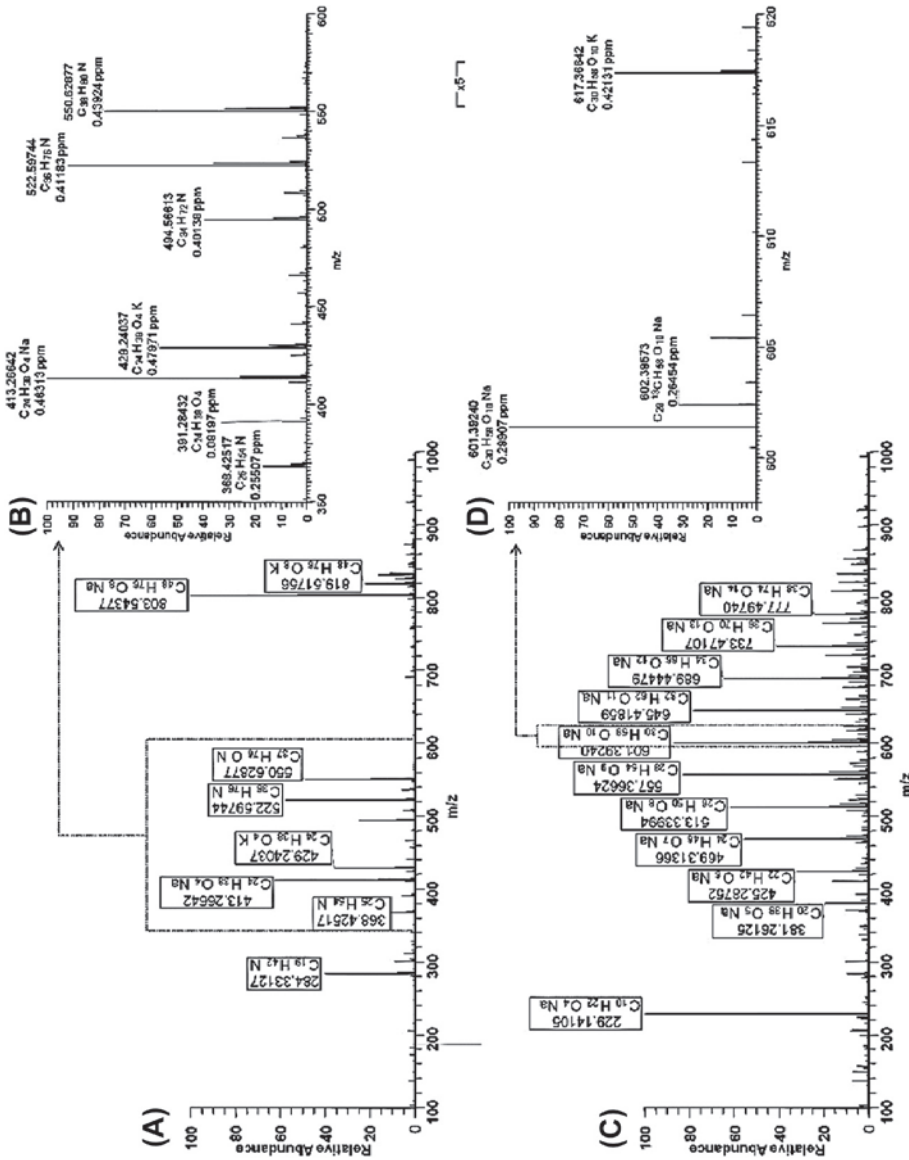 (A)
Relative Abundance
100
80
60
40
20
0
284.33127
C19 H42 N
368.42517
C25 H54 N
413.26642
C24 H38 O4 Na
429.24037
C24 H38 O4 K
522.59744
C36 H76 N
550.62877
C37 H76 O N
803.54377
C48 H76 O8 Na
819.51756
C48 H76 O8 K
100 200 300 400 500 600 700 800 900 1000
m/z
(B)
Relative Abundance
100
90
80
70
60
50
40
30
20
10
0
368.42517
C25 H54 N
0.25507 ppm
391.28432
C24 H39 O4
0.08197 ppm
413.26642
C24 H38 O4 Na
0.46313 ppm
429.24037
C24 H38 O4 K
0.47971 ppm
494.56613
C34 H72 N
0.40138 ppm
522.59744
C36 H76 N
0.41183 ppm
550.62877
C38 H80 N
0.43924 ppm
350 400 450 500 550 600
m/z
(C)
Relative Abundance
100
80
60
40
20
0
229.14105
C10 H22 O4 Na
381.26125
C20 H38 O5 Na
425.28752
C22 H42 O6 Na
469.31366
C24 H46 O7 Na
513.33994
C26 H50 O8 Na
557.36624
C28 H54 O9 Na
601.39240
C30 H58 O10 Na
645.41859
C32 H62 O11 Na
689.44479
C34 H66 O12 Na
733.47107
C36 H70 O13 Na
777.49740
C38 H74 O14 Na
100 200 300 400 500 600 700 800 900 1000
m/z
(D)
Relative Abundance
100
90
80
70
60
50
40
30
20
10
0
601.39240
C30 H58 O10 Na
0.29907 ppm
602.39573
C29 13C H58 O10 Na
0.26454 ppm
617.36642
C30 H58 O10 K
0.42131 ppm
x5
600 605 610 615 620
m/z